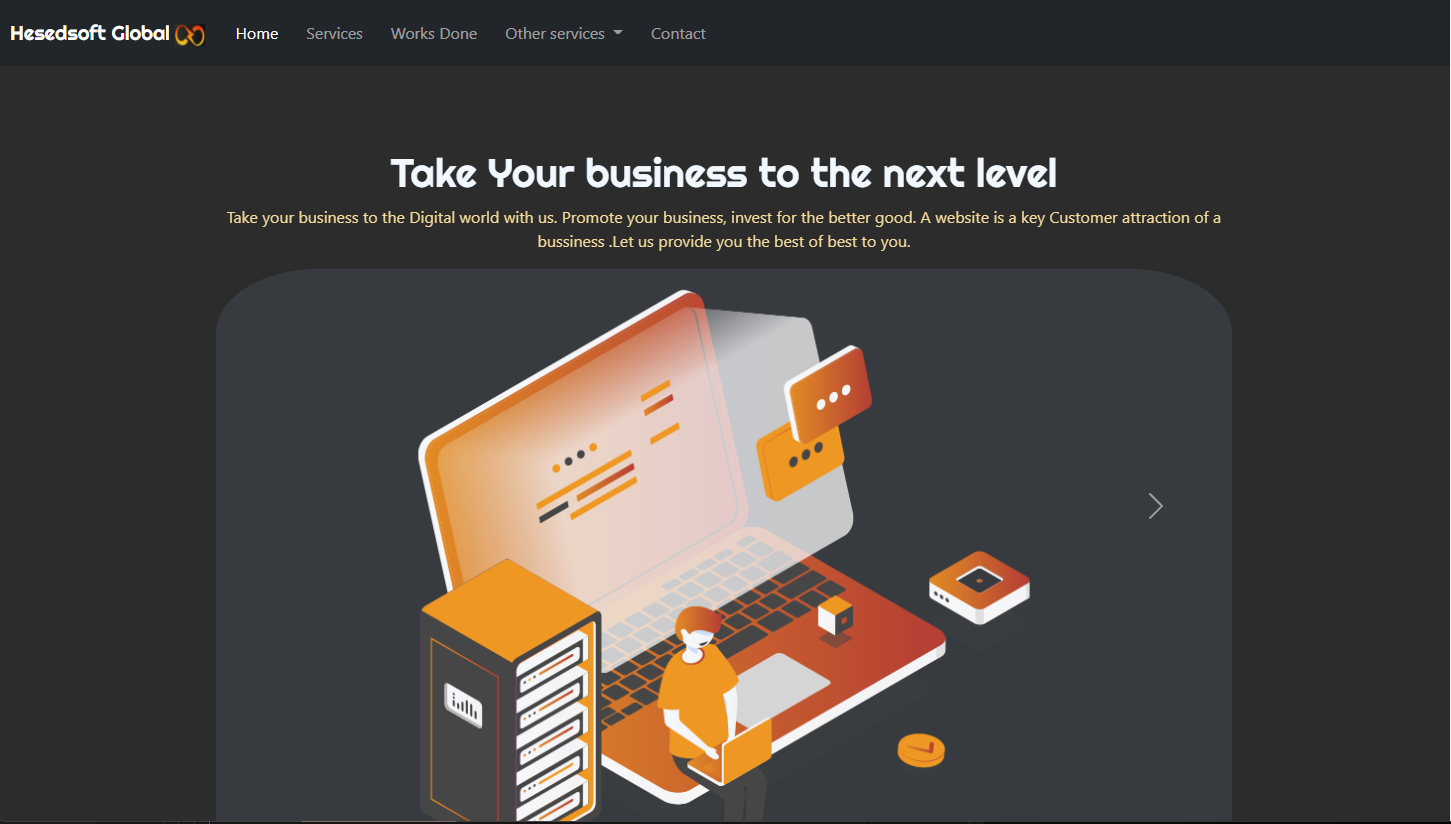 Hesedsoft Global
Home
Services
Works Done
Other services
Contact
Take Your business to the next level
Take your business to the Digital world with us. Promote your business, invest for the better good. A website is a key Customer attraction of a
bussiness .Let us provide you the best of best to you.